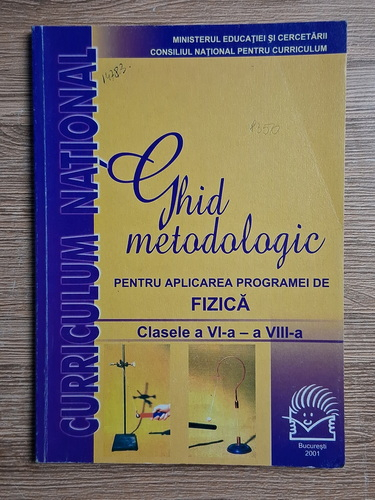 MINISTERUL EDUCAȚIEI ȘI CERCETĂRII
CONSILIUL NAȚIONAL PENTRU CURRICULUM
CURRICULUM NAȚIONAL
Ghid
metodologic
PENTRU APLICAREA PROGRAMEI DE
FIZICĂ
Clasele a VI-a – a VIII-a
București
2001